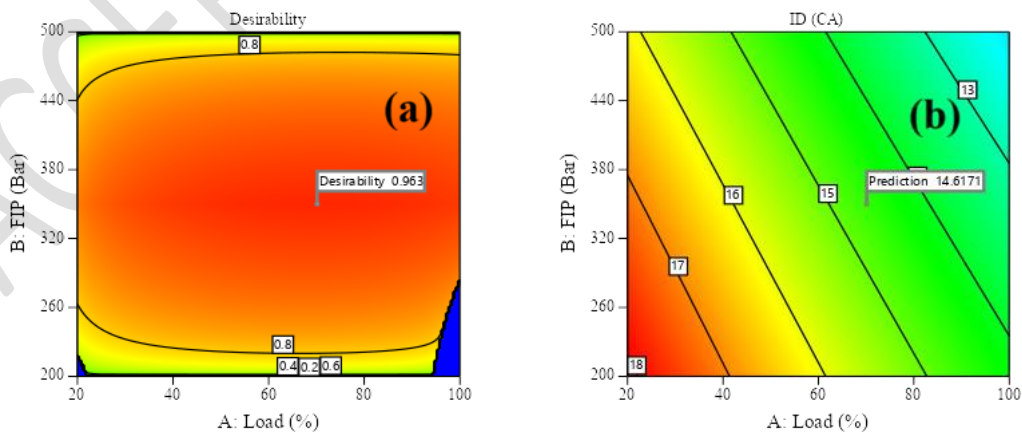 Desirability
500
440
380
320
260
200
B: FIP (Bar)
0.8
(a)
Desirability 0.963
0.8
0.4 0.2 0.6
20 40 60 80 100
A: Load (%)
ID (CA)
500
440
380
320
260
200
B: FIP (Bar)
13
(b)
Prediction 14.6171
16
15
17
18
20 40 60 80 100
A: Load (%)